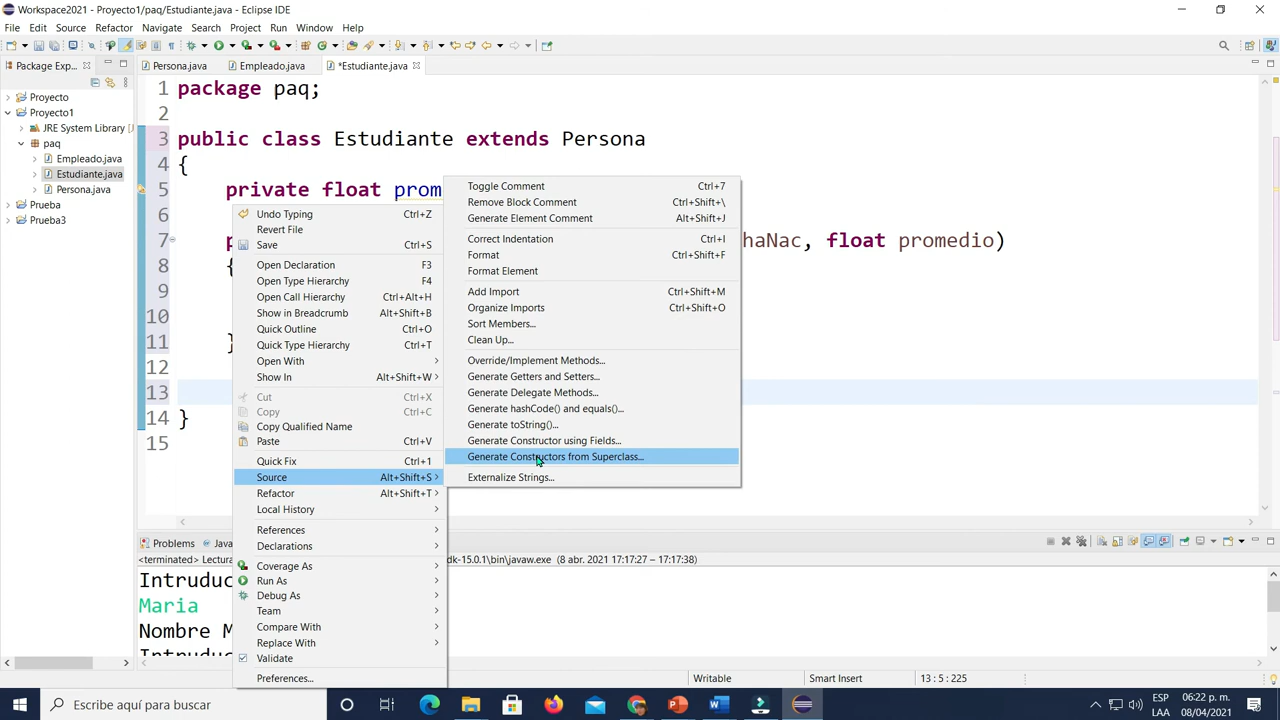 Workspace2021 - Proyecto1/paq/Estudiante.java - Eclipse IDE
File Edit Source Refactor Navigate Search Project Run Window Help
Package Exp...
Persona.java
Empleado.java
*Estudiante.java
Proyecto
Proyecto1
JRE System Library [J
paq
Empleado.java
Estudiante.java
Persona.java
Prueba
Prueba3
1 package paq;
2
3 public class Estudiante extends Persona
4 {
5 private float prom
6
7 haNac, float promedio)
8 {
9
10
11 }
12
13
14 }
15
Undo Typing Ctrl+Z
Revert File
Save Ctrl+S
Open Declaration F3
Open Type Hierarchy F4
Open Call Hierarchy Ctrl+Alt+H
Show in Breadcrumb Alt+Shift+B
Quick Outline Ctrl+O
Quick Type Hierarchy Ctrl+T
Open With
Show In Alt+Shift+W
Cut Ctrl+X
Copy Ctrl+C
Copy Qualified Name
Paste Ctrl+V
Quick Fix Ctrl+1
Source Alt+Shift+S
Refactor Alt+Shift+T
Local History
References
Declarations
Coverage As
Run As
Debug As
Team
Compare With
Replace With
Validate
Preferences...
Toggle Comment Ctrl+7
Remove Block Comment Ctrl+Shift+\
Generate Element Comment Alt+Shift+J
Correct Indentation Ctrl+I
Format Ctrl+Shift+F
Format Element
Add Import Ctrl+Shift+M
Organize Imports Ctrl+Shift+O
Sort Members...
Clean Up...
Override/Implement Methods...
Generate Getters and Setters...
Generate Delegate Methods...
Generate hashCode() and equals()...
Generate toString()...
Generate Constructor using Fields...
Generate Constructors from Superclass...
Externalize Strings...
Problems Java
<terminated> Lectura dk-15.0.1\bin\javaw.exe (8 abr. 2021 17:17:27 – 17:17:38)
Intruduc
Maria
Nombre M
Intruduc
Writable Smart Insert 13 : 5 : 225
Escribe aquí para buscar
ESP
LAA
06:22 p. m.
08/04/2021